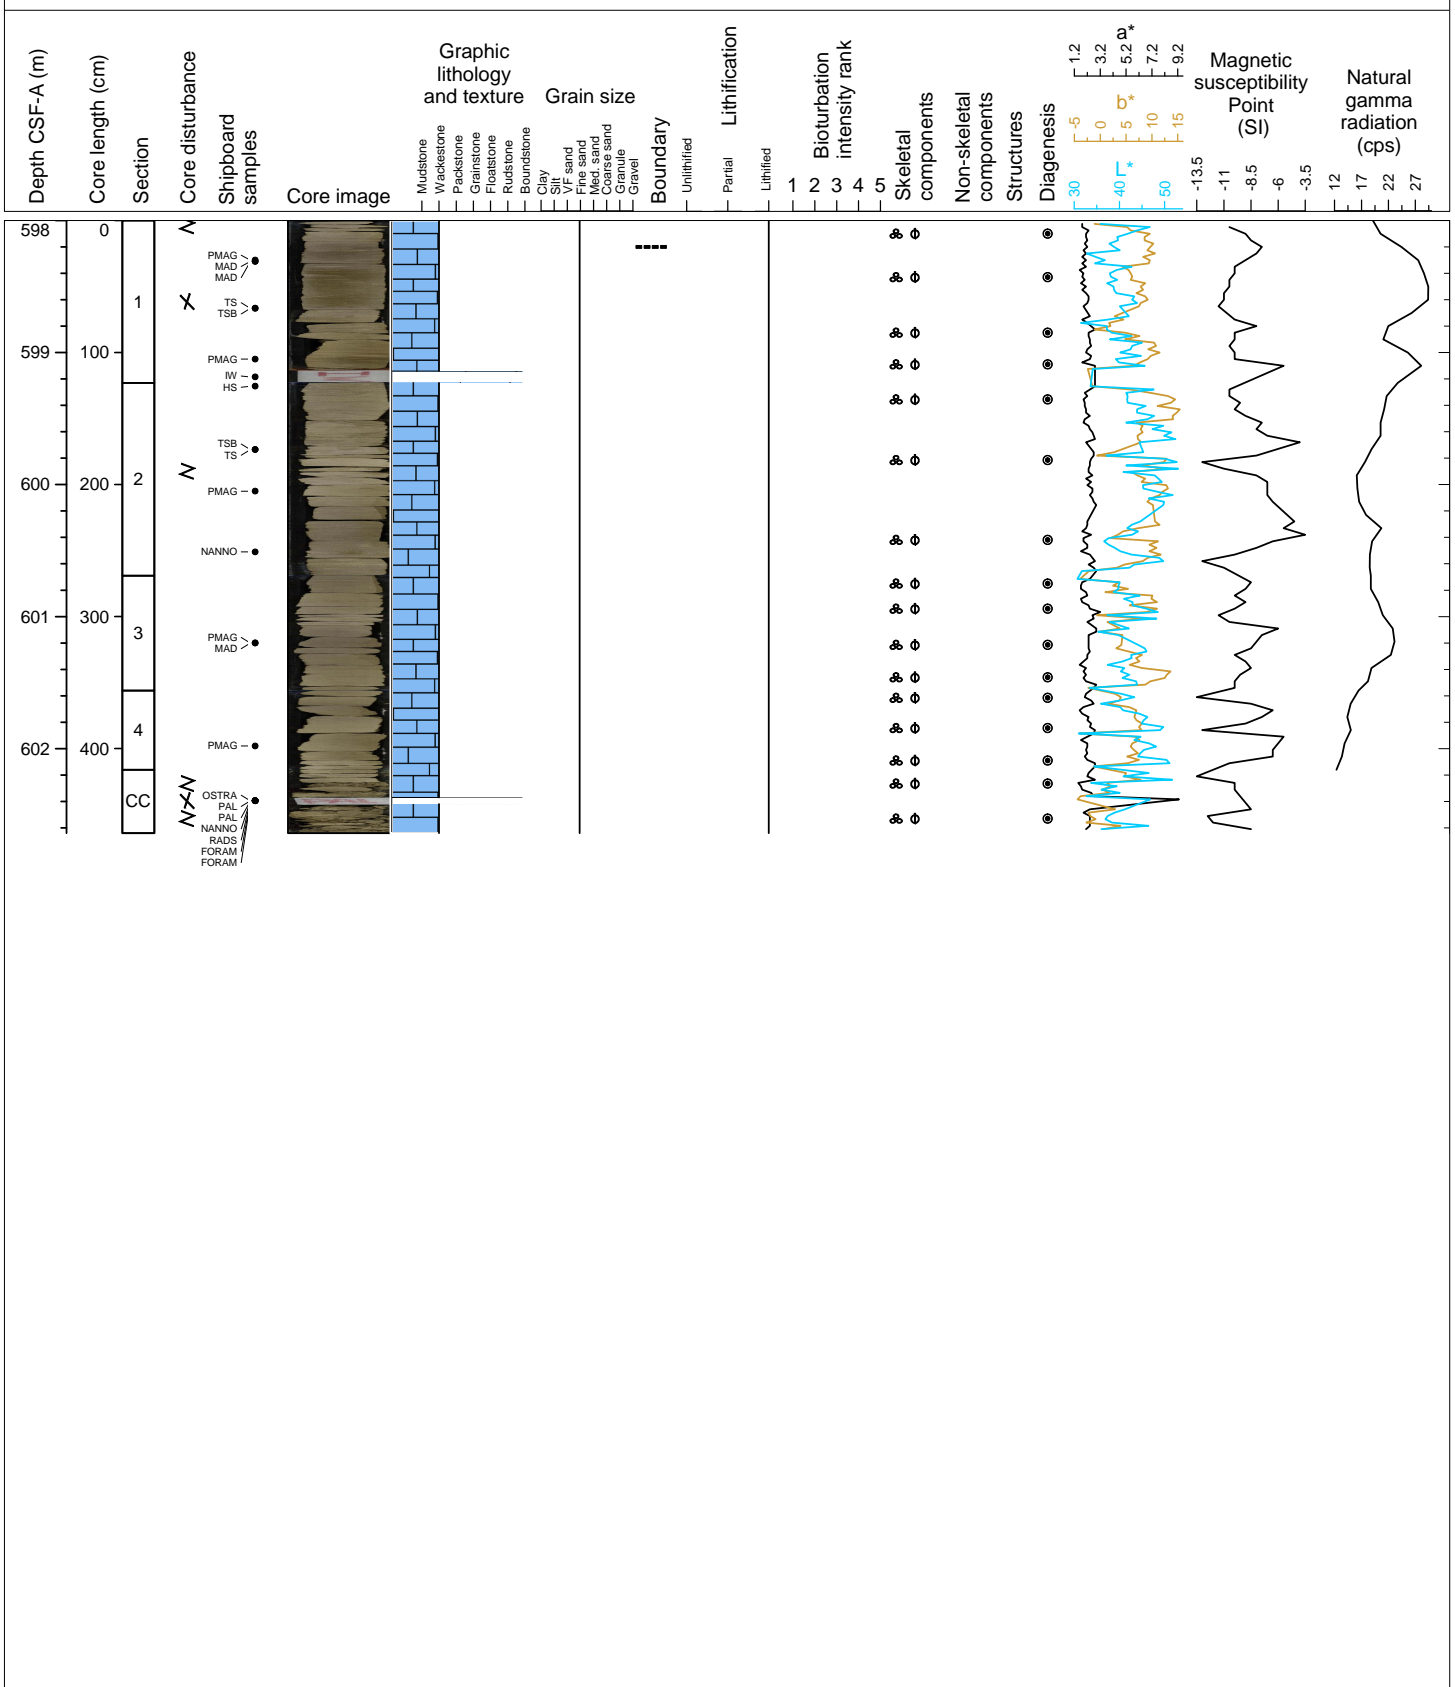 Depth CSF-A (m)
Core length (cm)
Section
Core disturbance
Shipboard
samples
Core image
Graphic
lithology
and texture
Mudstone
Wackestone
Packstone
Grainstone
Floatstone
Rudstone
Boundstone
Grain size
Clay
Silt
VF sand
Fine sand
Med. sand
Coarse sand
Granule
Gravel
Boundary
Lithification
Unlithified
Partial
Lithified
Bioturbation
intensity rank
1 2 3 4 5
Skeletal
components
Non-skeletal
components
Structures
Diagenesis
a*
1.2 3.2 5.2 7.2 9.2
b*
-5 0 5 10 15
L*
30 40 50
Magnetic
susceptibility
Point
(SI)
-13.5 -11 -8.5 -6 -3.5
Natural
gamma
radiation
(cps)
12 17 22 27
598
599
600
601
602
0
100
200
300
400
1
2
3
4
CC
PMAG
MAD
MAD
TS
TSB
PMAG
IW
HS
TSB
TS
PMAG
NANNO
PMAG
MAD
PMAG
OSTRA
PAL
PAL
NANNO
RADS
FORAM
FORAM